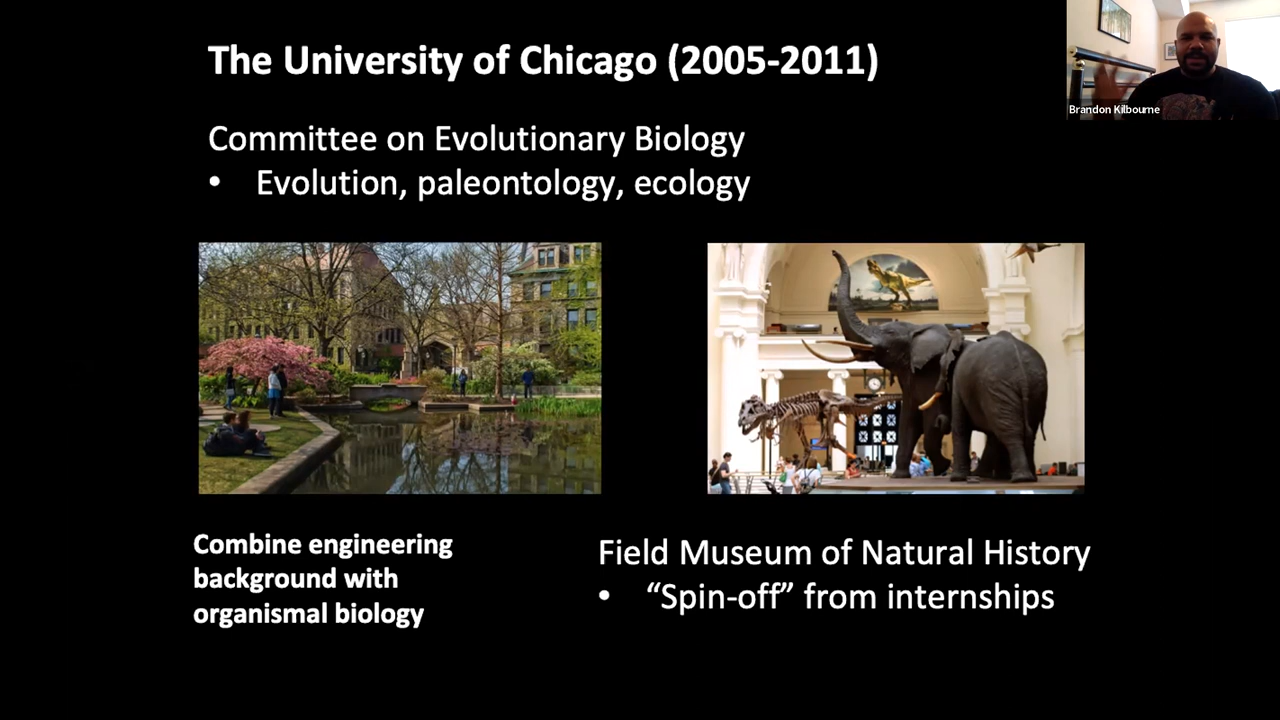 The University of Chicago (2005-2011)
Brandon Kilbourne
Committee on Evolutionary Biology
• Evolution, paleontology, ecology
Combine engineering
background with
organismal biology
Field Museum of Natural History
• “Spin-off” from internships